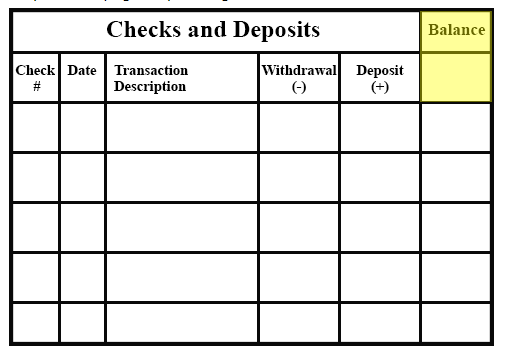 Checks and Deposits Balance
Check Date Transaction Withdrawal Deposit
# Description (-) (+)